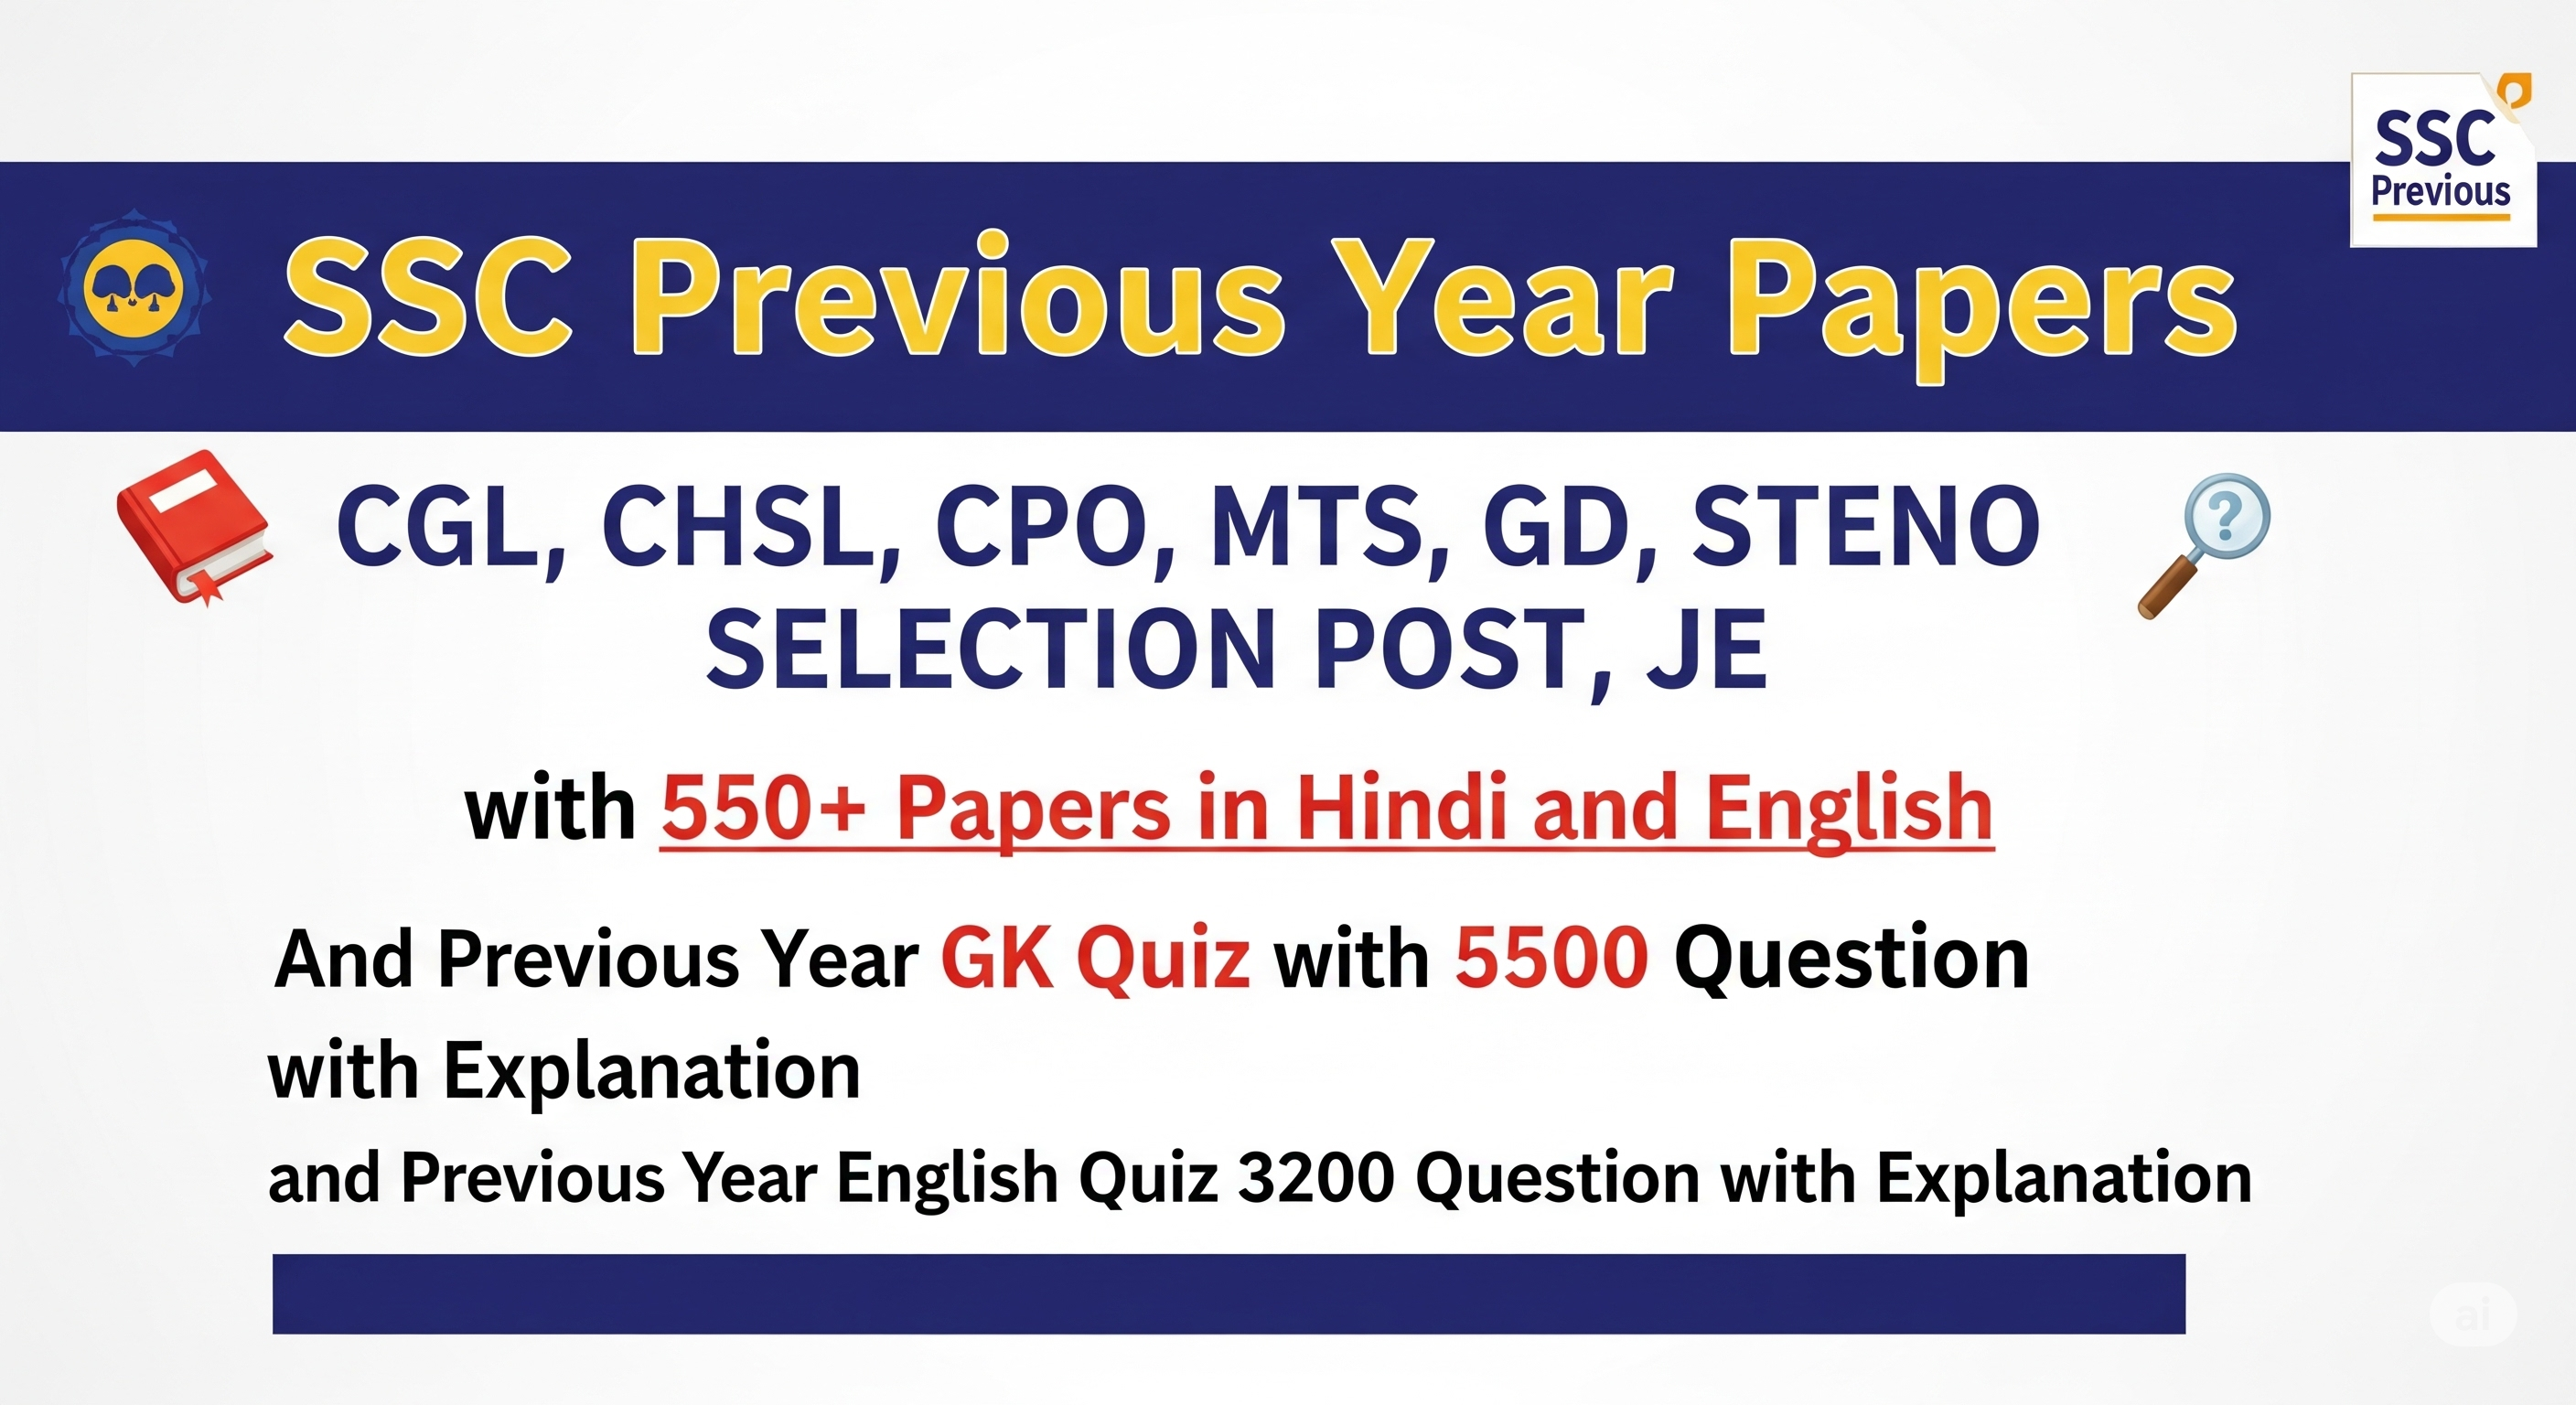 SSC
Previous
SSC Previous Year Papers
CGL, CHSL, CPO, MTS, GD, STENO
?
SELECTION POST, JE
with 550+ Papers in Hindi and English
And Previous Year GK Quiz with 5500 Question
with Explanation
and Previous Year English Quiz 3200 Question with Explanation
ai